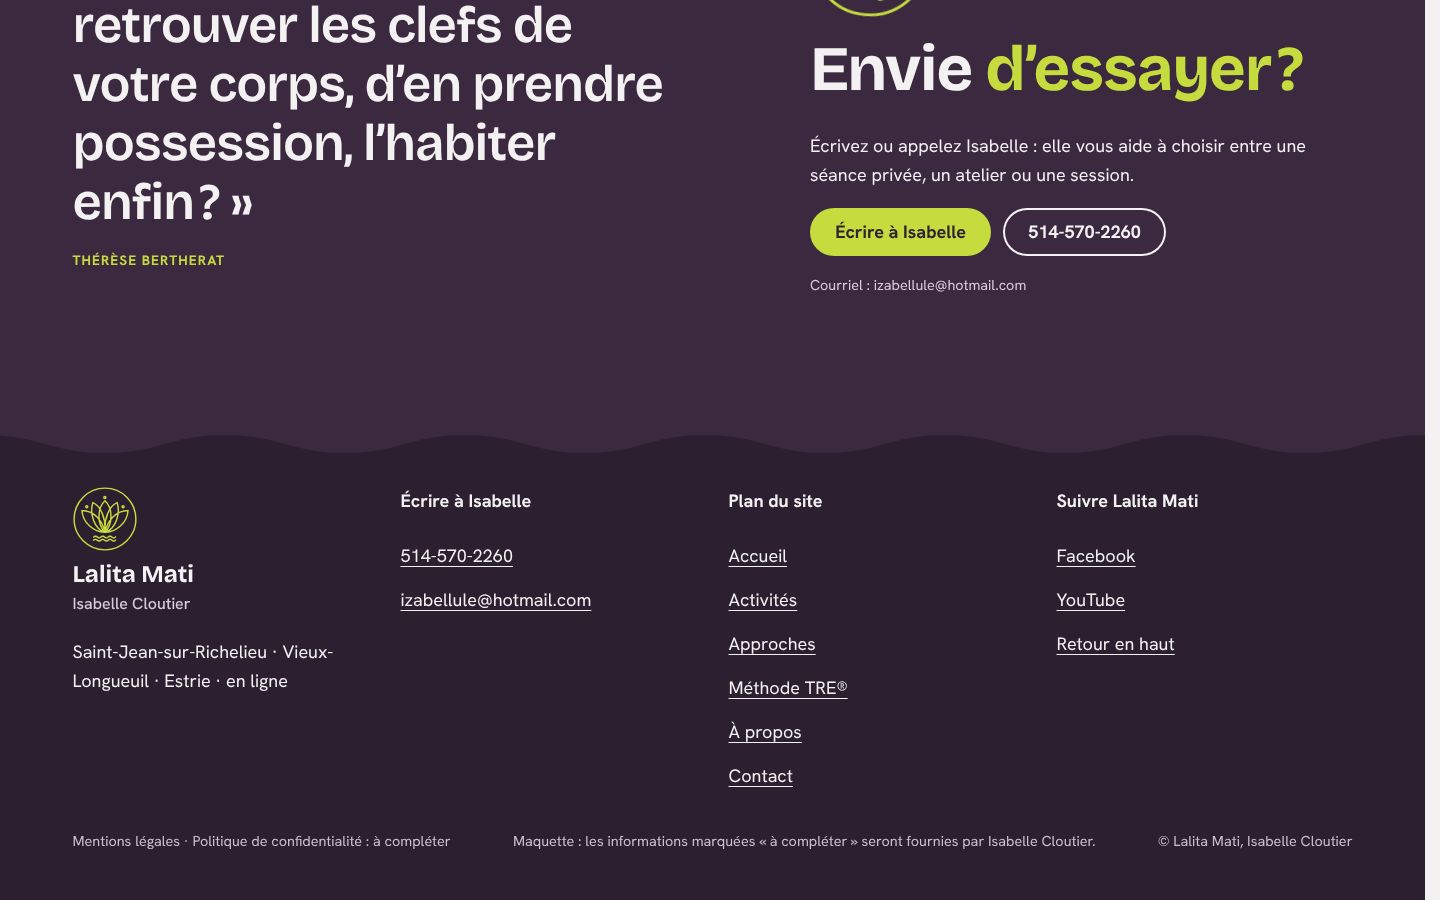 retrouver les clefs de
votre corps, d’en prendre
possession, l’habiter
enfin ? »
THÉRÈSE BERTHERAT
Envie d’essayer ?
Écrivez ou appelez Isabelle : elle vous aide à choisir entre une
séance privée, un atelier ou une session.
Écrire à Isabelle
514-570-2260
Courriel : izabellule@hotmail.com
Lalita Mati
Isabelle Cloutier
Saint-Jean-sur-Richelieu · Vieux-
Longueuil · Estrie · en ligne
Écrire à Isabelle
514-570-2260
izabellule@hotmail.com
Plan du site
Accueil
Activités
Approches
Méthode TRE®
À propos
Contact
Suivre Lalita Mati
Facebook
YouTube
Retour en haut
Mentions légales · Politique de confidentialité : à compléter
Maquette : les informations marquées « à compléter » seront fournies par Isabelle Cloutier.
© Lalita Mati, Isabelle Cloutier